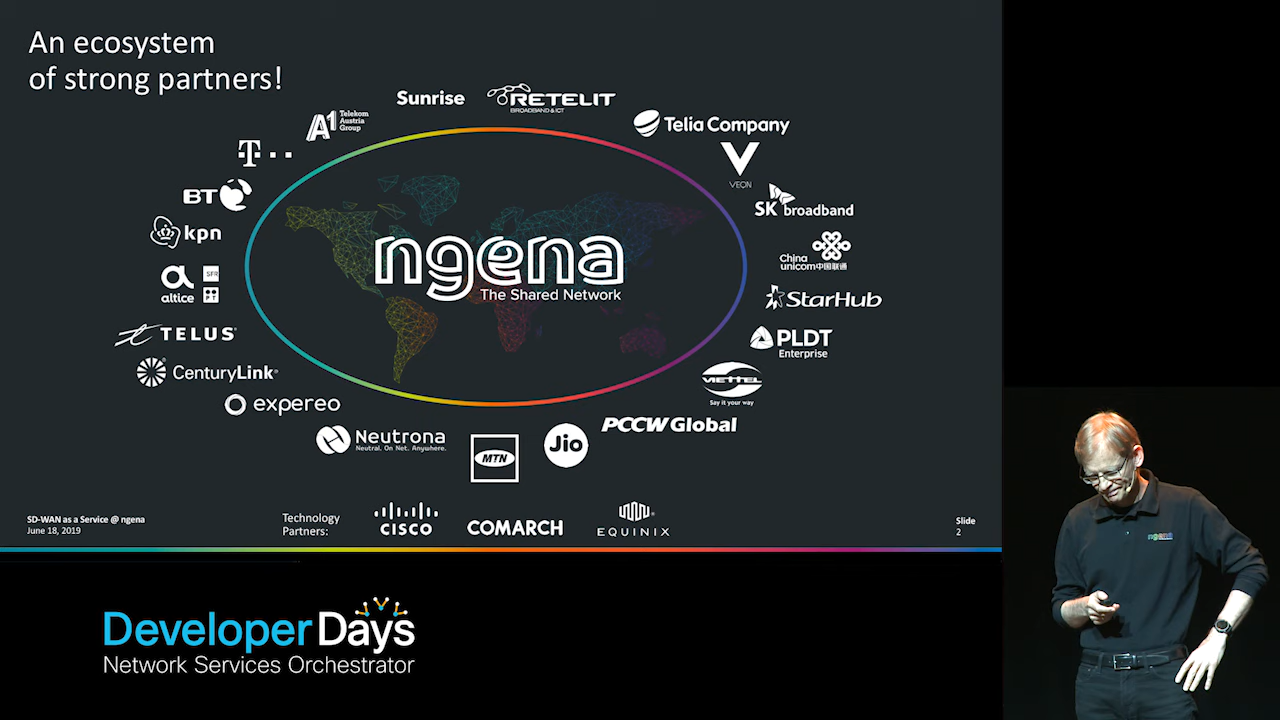 An ecosystem
of strong partners!
Sunrise
RETELIT
BROADBAND & ICT
A1 Telekom
Austria
Group
Telia Company
T
VEON
BT
SK broadband
kpn
China
unicom中国联通
altice
SFR
PT
StarHub
TELUS®
PLDT
Enterprise
CenturyLink®
VIETTEL
Say it your way
expereo
PCCW Global
Neutrona
Neutral. On Net. Anywhere.
MTN
Jio
ngena
The Shared Network
SD-WAN as a Service @ ngena
June 18, 2019
Technology
Partners:
CISCO
COMARCH
EQUINIX
Slide
2
Developer Days
Network Services Orchestrator
ngena